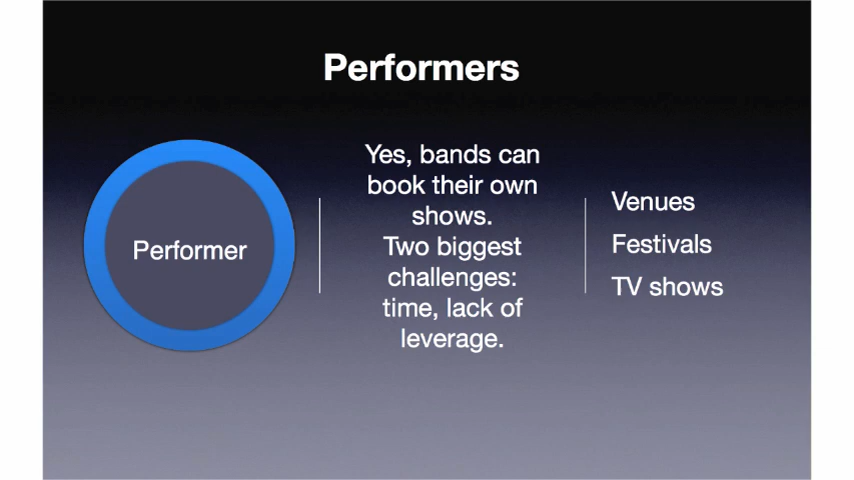 Performers
Performer
Yes, bands can
book their own
shows.
Two biggest
challenges:
time, lack of
leverage.
Venues
Festivals
TV shows